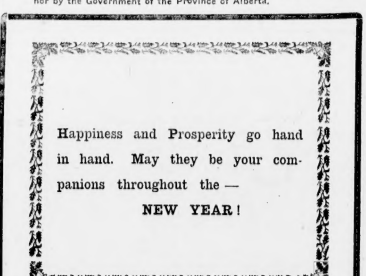 nor by the Government of the Province of Alberta.
Happiness and Prosperity go hand
in hand. May they be your com-
panions throughout the —
NEW YEAR!